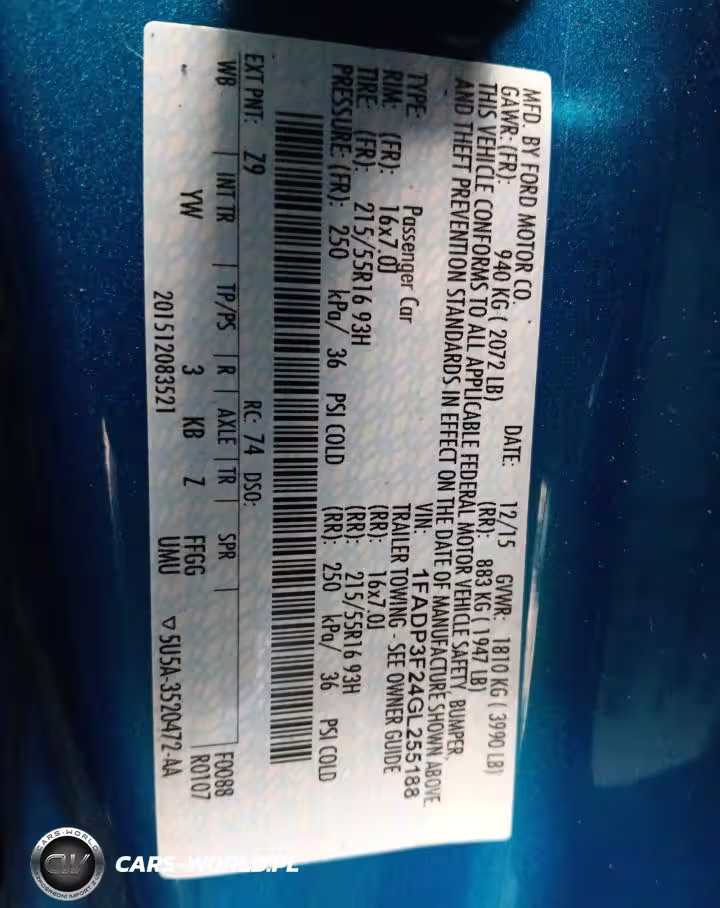 MFD. BY FORD MOTOR CO.
DATE: 12/15 GVWR: 1810 KG ( 3990 LB)
GAWR: (FR): 940 KG ( 2072 LB) (RR): 883 KG ( 1947 LB)
THIS VEHICLE CONFORMS TO ALL APPLICABLE FEDERAL MOTOR VEHICLE SAFETY, BUMPER,
AND THEFT PREVENTION STANDARDS IN EFFECT ON THE DATE OF MANUFACTURE SHOWN ABOVE.
VIN: 1FADP3F24GL255188
TYPE: Passenger Car TRAILER TOWING - SEE OWNER GUIDE
RIM: (FR): 16x7.0J (RR): 16x7.0J
TIRE: (FR): 215/55R16 93H (RR): 215/55R16 93H
PRESSURE: (FR): 250 kPa/ 36 PSI COLD (RR): 250 kPa/ 36 PSI COLD
EXT PNT: Z9 RC: 74 DSO: F0088
WB INT TR TP/PS R AXLE TR SPR R0107
- YW 3 KB Z FFGG
201512083521 UMU ▽5U5A-3520472-AA
CARS-WORLD
CW
CARS-WORLD.PL